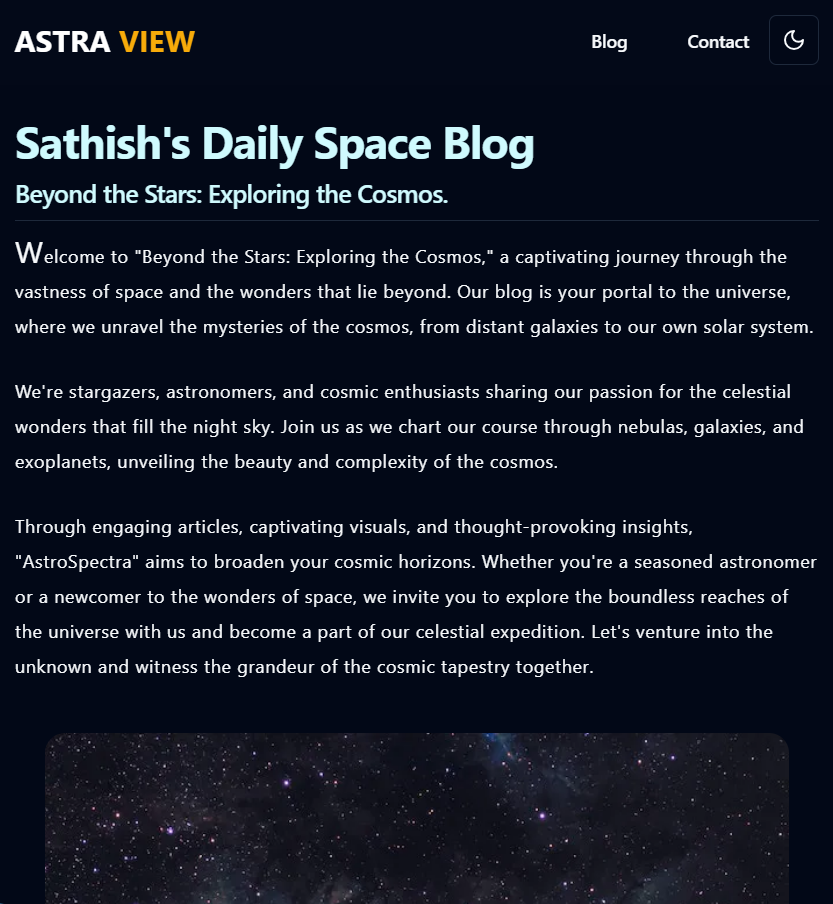 ASTRA VIEW
Blog
Contact
Sathish's Daily Space Blog
Beyond the Stars: Exploring the Cosmos.
Welcome to "Beyond the Stars: Exploring the Cosmos," a captivating journey through the
vastness of space and the wonders that lie beyond. Our blog is your portal to the universe,
where we unravel the mysteries of the cosmos, from distant galaxies to our own solar system.
We're stargazers, astronomers, and cosmic enthusiasts sharing our passion for the celestial
wonders that fill the night sky. Join us as we chart our course through nebulas, galaxies, and
exoplanets, unveiling the beauty and complexity of the cosmos.
Through engaging articles, captivating visuals, and thought-provoking insights,
"AstroSpectra" aims to broaden your cosmic horizons. Whether you're a seasoned astronomer
or a newcomer to the wonders of space, we invite you to explore the boundless reaches of
the universe with us and become a part of our celestial expedition. Let's venture into the
unknown and witness the grandeur of the cosmic tapestry together.